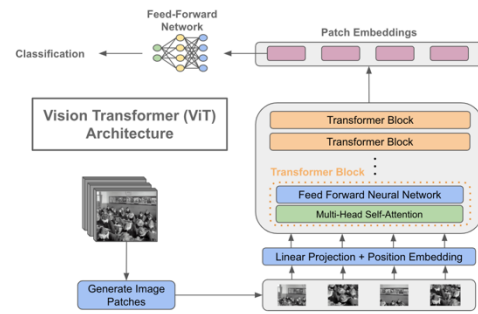 Feed-Forward
Network
Patch Embeddings
Classification
Vision Transformer (ViT)
Architecture
Transformer Block
Transformer Block
Transformer Block
Feed Forward Neural Network
Multi-Head Self-Attention
Linear Projection + Position Embedding
Generate Image
Patches